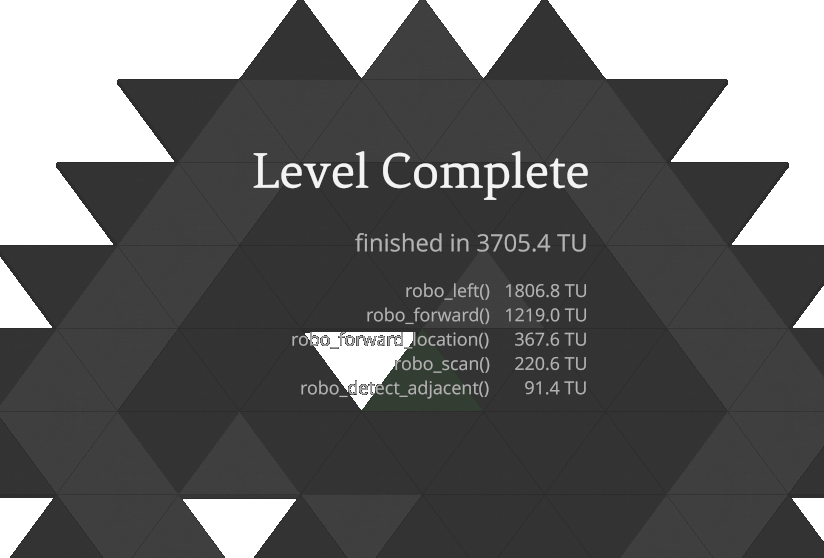 Level Complete
finished in 3705.4 TU
robo_left() 1806.8 TU
robo_forward() 1219.0 TU
robo_forward_location() 367.6 TU
robo_scan() 220.6 TU
robo_detect_adjacent() 91.4 TU